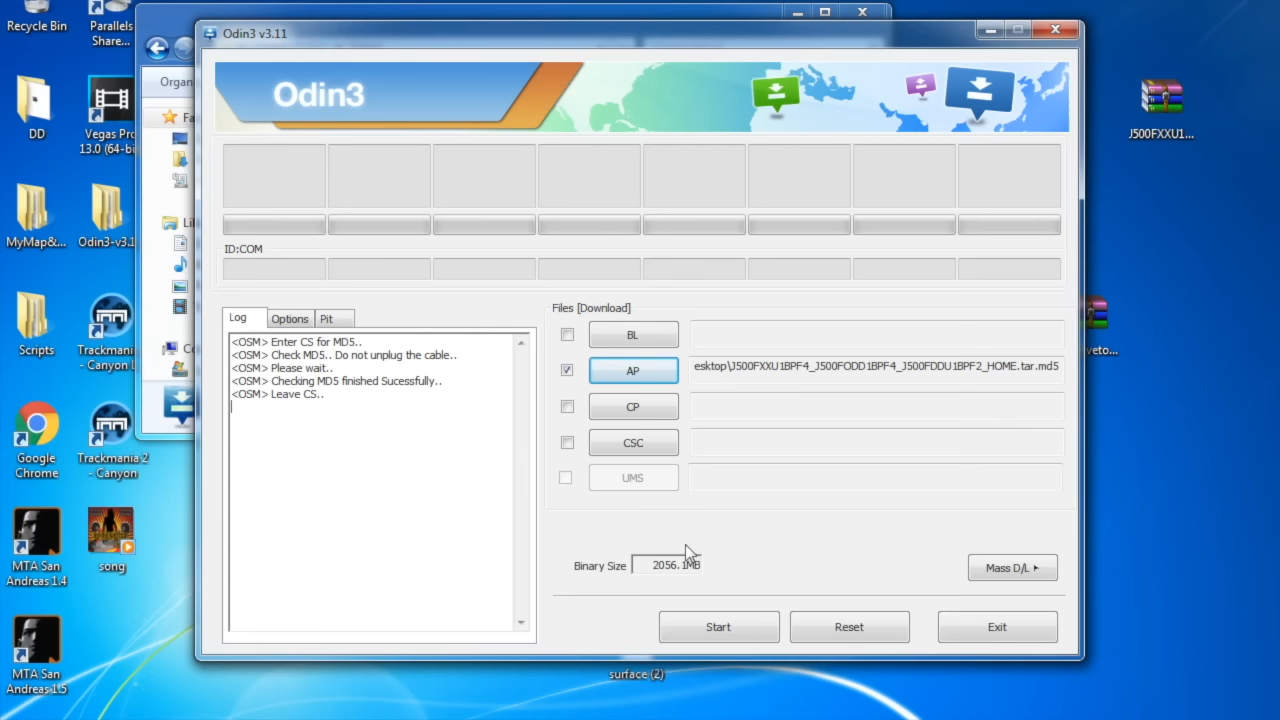 Recycle Bin
Parallels
Share...
DD
Vegas Pro
13.0 (64-bi
MyMap&...
Odin3-v3.1
Scripts
Trackmani
- Canyon
Google
Chrome
Trackmania 2
- Canyon
MTA San
Andreas 1.4
song
MTA San
Andreas 1.5
Organ
Fa
Li
Odin3 v3.11
Odin3
ID:COM
Log
Options
Pit
<OSM> Enter CS for MD5..
<OSM> Check MD5.. Do not unplug the cable..
<OSM> Please wait..
<OSM> Checking MD5 finished Sucessfully..
<OSM> Leave CS..
Files [Download]
BL
AP
esktop\J500FXXU1BPF4_J500FODD1BPF4_J500FDDU1BPF2_HOME.tar.md5
CP
CSC
UMS
Binary Size
2056.1MB
Mass D/L
Start
Reset
Exit
surface (2)
J500FXXU1...
veto...